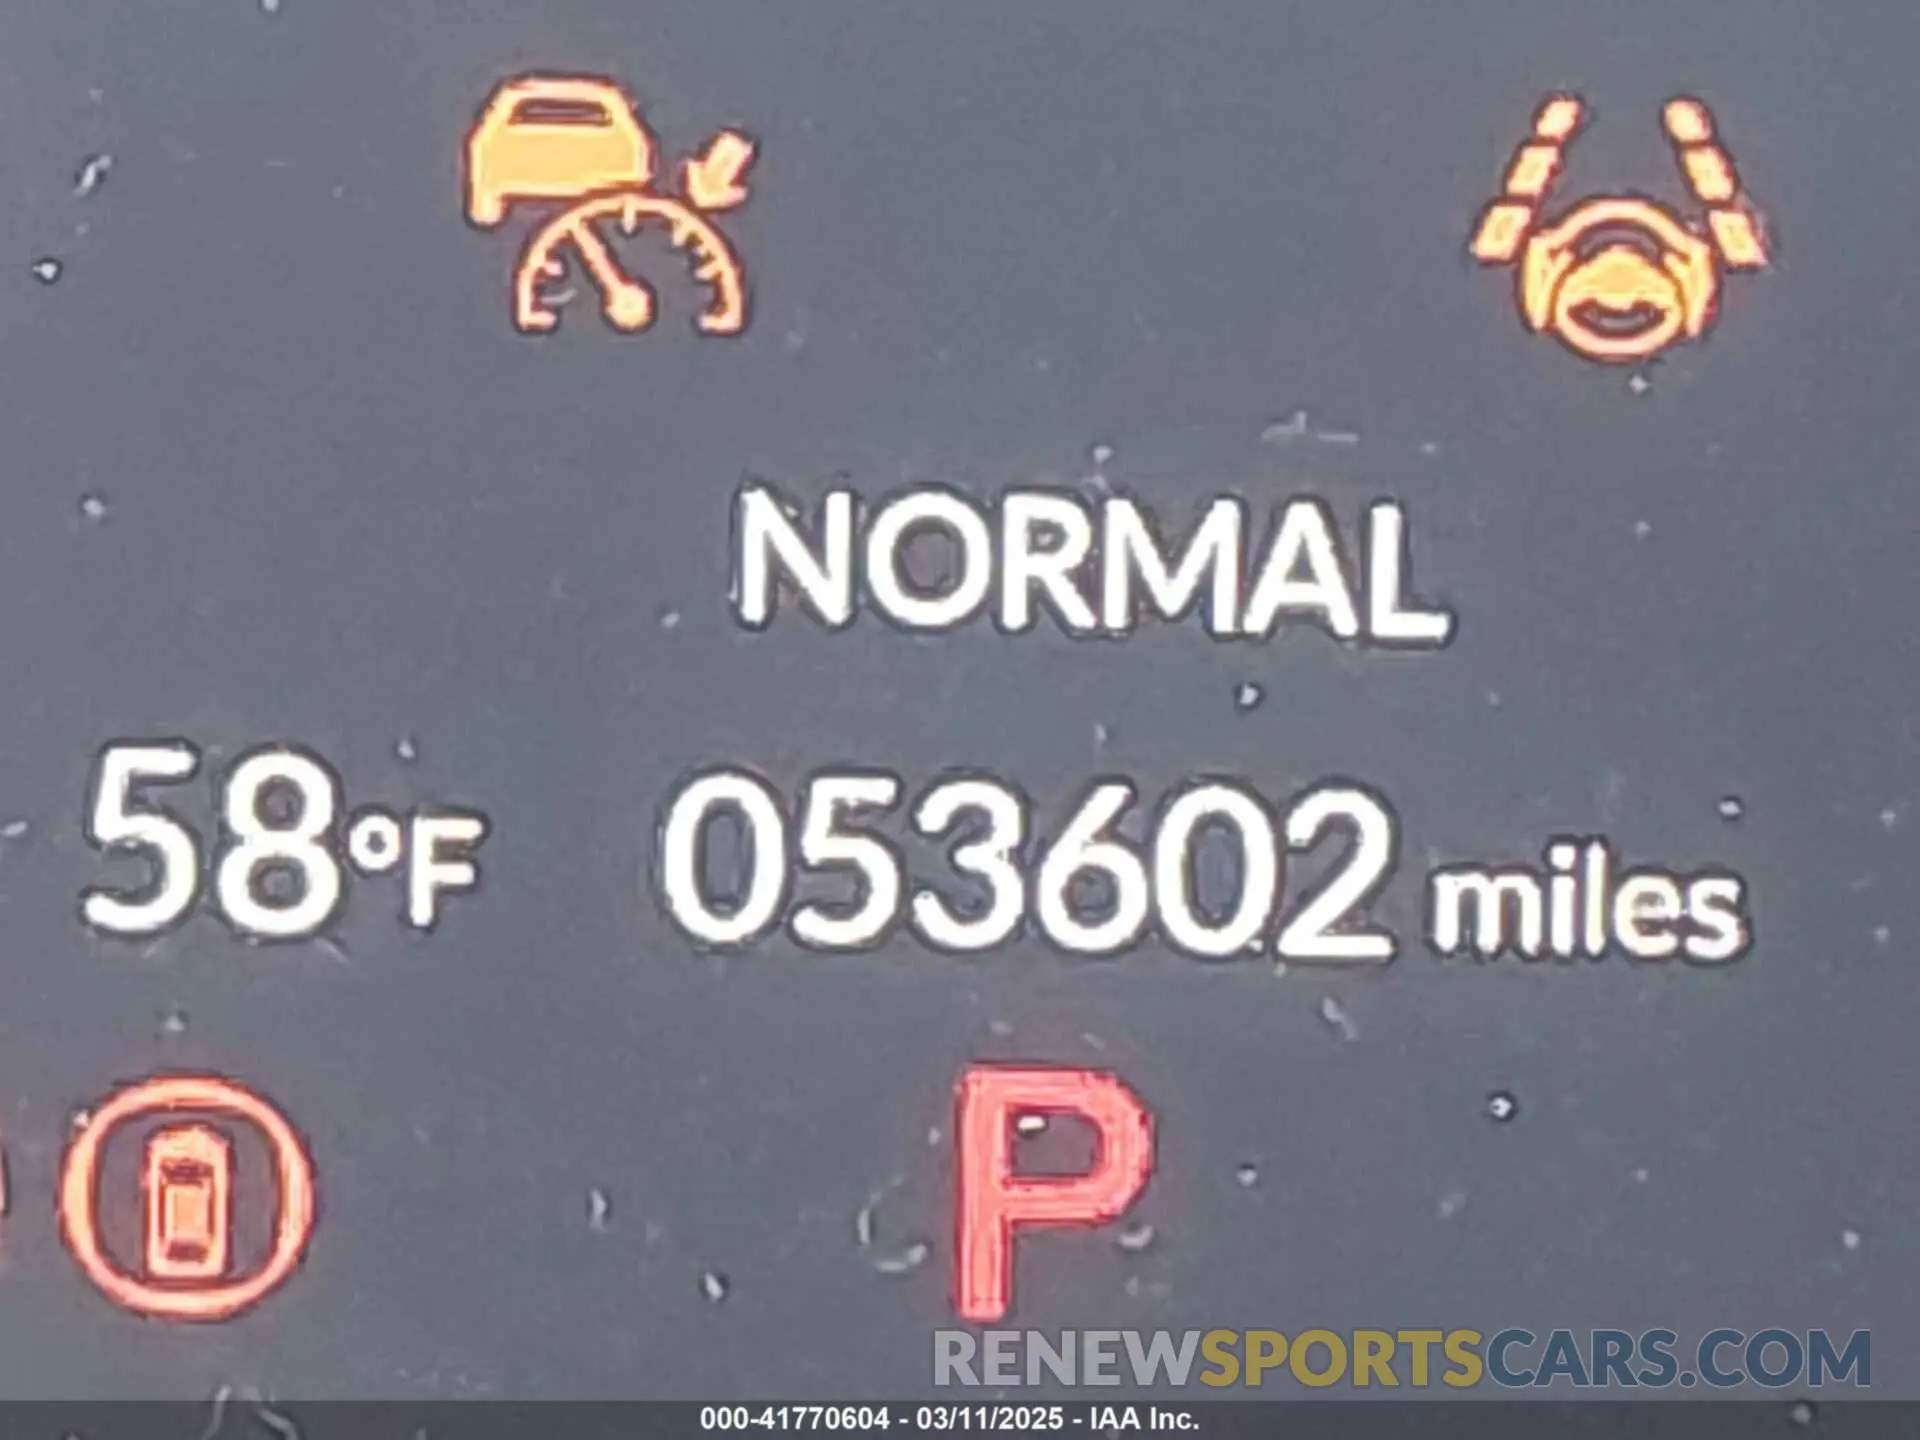 NORMAL
58°F 053602 miles
P
RENEWSPORTSCARS.COM
000-41770604 - 03/11/2025 - IAA Inc.